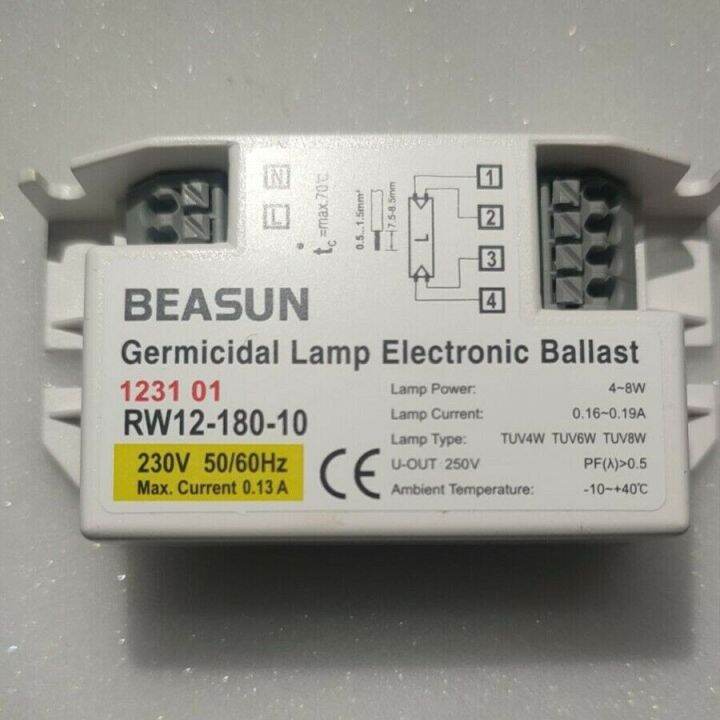 N
L
tc =max.70℃
0.5...1.5mm²
7.5-8.5mm
L
1
2
3
4
BEASUN
Germicidal Lamp Electronic Ballast
1231 01
RW12-180-10
230V 50/60Hz
Max. Current 0.13 A
CE
Lamp Power: 4~8W
Lamp Current: 0.16~0.19A
Lamp Type: TUV4W TUV6W TUV8W
U-OUT 250V PF(λ)>0.5
Ambient Temperature: -10~+40℃